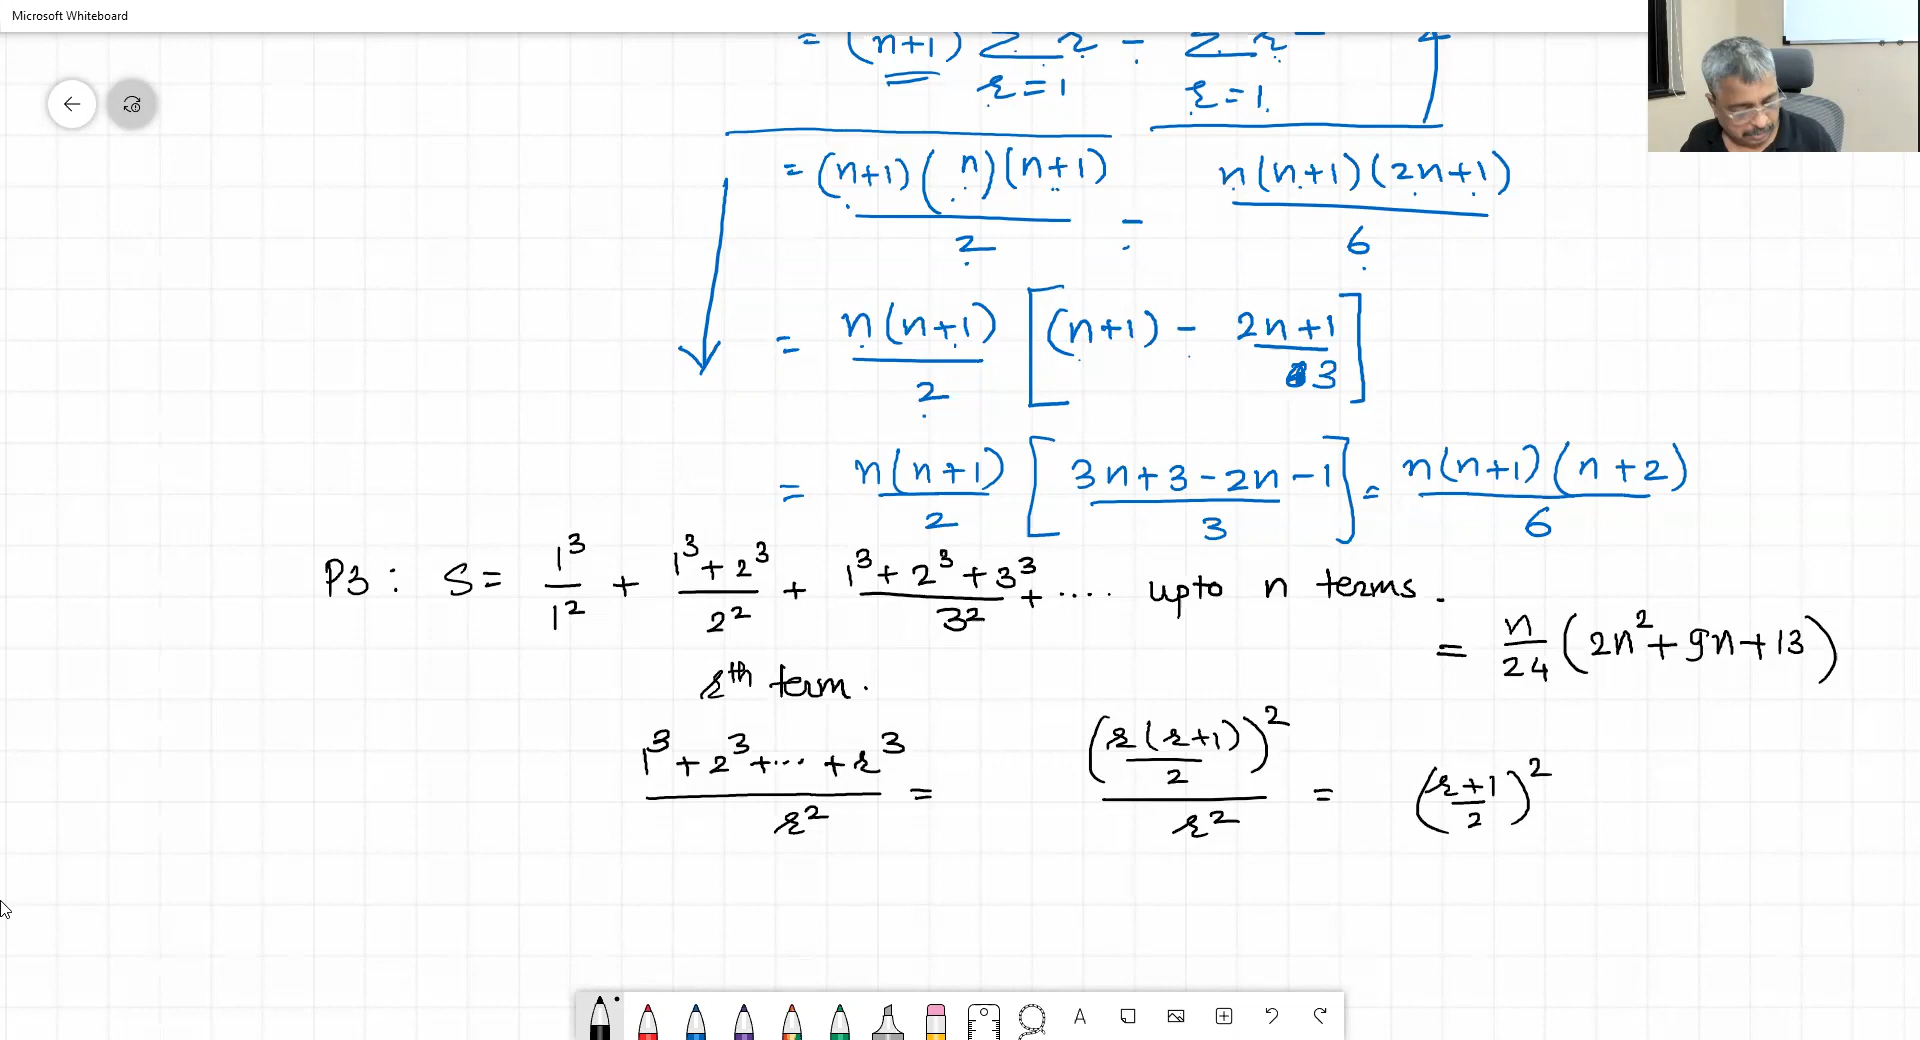 Microsoft Whiteboard
= (n+1) Σ r - Σ r
r=1 r=1
= (n+1)(n)(n+1)/2 - n(n+1)(2n+1)/6
= n(n+1)/2 [(n+1) - 2n+1/3]
= n(n+1)/2 [3n+3-2n-1/3] = n(n+1)(n+2)/6
P3: S = 1³/1² + 1³+2³/2² + 1³+2³+3³/3² + .... upto n terms.
= n/24 (2n²+9n+13)
rth term.
1³+2³+...+r³/r² = (r(r+1)/2)²/r² = (r+1/2)²
A